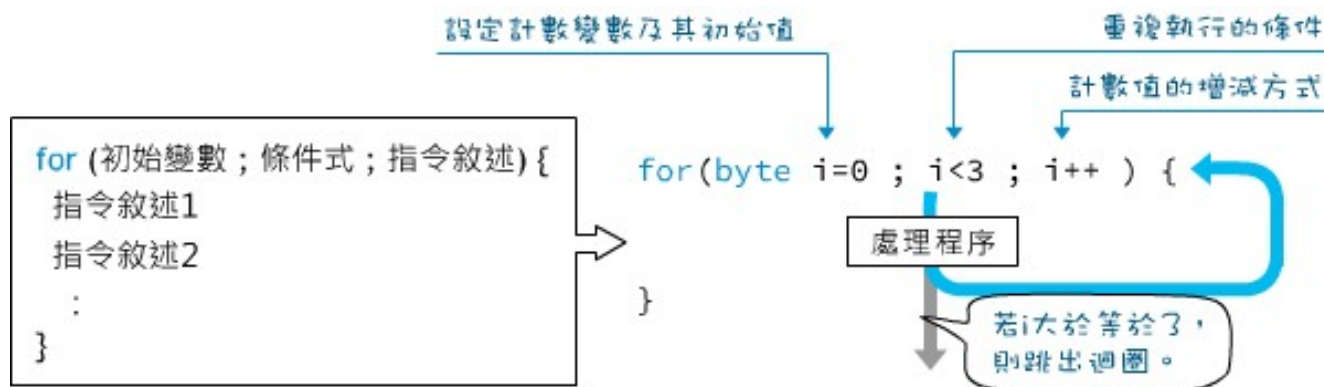 設定計數變數及其初始值
重複執行的條件
計數值的增減方式
for (初始變數；條件式；指令敘述) {
指令敘述1
指令敘述2
：
}
for(byte i=0 ; i<3 ; i++ ) {
處理程序
}
若i大於等於3，
則跳出迴圈。